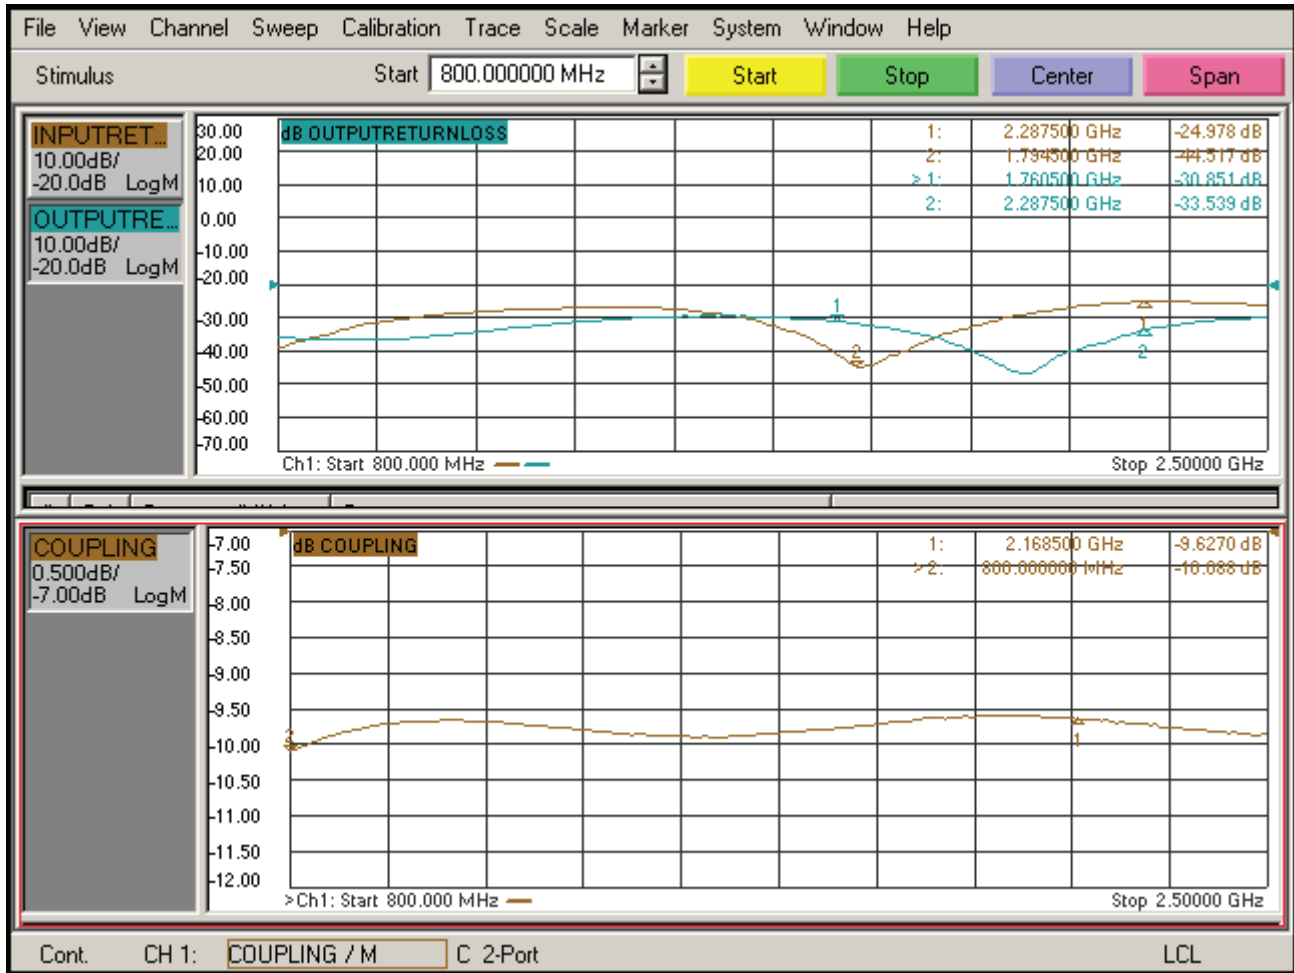 File View Channel Sweep Calibration Trace Scale Marker System Window Help
Stimulus Start 800.000000 MHz Start Stop Center Span
INPUTRET...
10.00dB/
-20.0dB LogM
OUTPUTRE...
10.00dB/
-20.0dB LogM
30.00
20.00
10.00
0.00
-10.00
-20.00
-30.00
-40.00
-50.00
-60.00
-70.00
dB OUTPUTRETURNLOSS
1: 2.287500 GHz -24.978 dB
2: 1.794500 GHz -44.517 dB
> 1: 1.760500 GHz -30.851 dB
2: 2.287500 GHz -33.539 dB
1
2
1
2
Ch1: Start 800.000 MHz
Stop 2.50000 GHz
COUPLING
0.500dB/
-7.00dB LogM
-7.00
-7.50
-8.00
-8.50
-9.00
-9.50
-10.00
-10.50
-11.00
-11.50
-12.00
dB COUPLING
1: 2.168500 GHz -9.6270 dB
> 2: 800.000000 MHz -10.088 dB
2
1
>Ch1: Start 800.000 MHz
Stop 2.50000 GHz
Cont. CH 1: COUPLING / M C 2-Port LCL